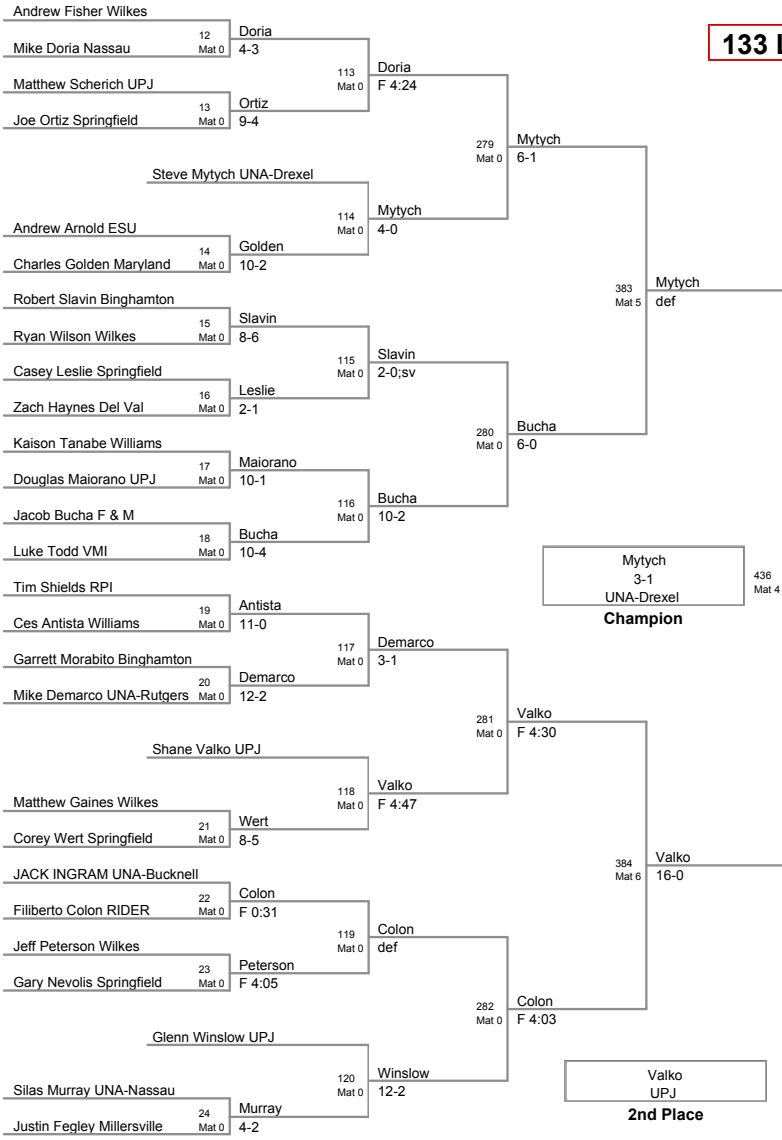 Andrew Fisher Wilkes
12
Mat 0
Doria
4-3
Mike Doria Nassau
133 L
113
Mat 0
Doria
F 4:24
Matthew Scherich UPJ
13
Mat 0
Ortiz
9-4
Joe Ortiz Springfield
279
Mat 0
Mytych
6-1
Steve Mytych UNA-Drexel
114
Mat 0
Mytych
4-0
Andrew Arnold ESU
14
Mat 0
Golden
10-2
Charles Golden Maryland
383
Mat 5
Mytych
def
Robert Slavin Binghamton
15
Mat 0
Slavin
8-6
Ryan Wilson Wilkes
115
Mat 0
Slavin
2-0;sv
Casey Leslie Springfield
16
Mat 0
Leslie
2-1
Zach Haynes Del Val
280
Mat 0
Bucha
6-0
Kaison Tanabe Williams
17
Mat 0
Maiorano
10-1
Douglas Maiorano UPJ
116
Mat 0
Bucha
10-2
Jacob Bucha F & M
18
Mat 0
Bucha
10-4
Luke Todd VMI
Mytych
3-1
UNA-Drexel
436
Mat 4
Champion
Tim Shields RPI
19
Mat 0
Antista
11-0
Ces Antista Williams
117
Mat 0
Demarco
3-1
Garrett Morabito Binghamton
20
Mat 0
Demarco
12-2
Mike Demarco UNA-Rutgers
281
Mat 0
Valko
F 4:30
Shane Valko UPJ
118
Mat 0
Valko
F 4:47
Matthew Gaines Wilkes
21
Mat 0
Wert
8-5
Corey Wert Springfield
384
Mat 6
Valko
16-0
JACK INGRAM UNA-Bucknell
22
Mat 0
Colon
F 0:31
Filiberto Colon RIDER
119
Mat 0
Colon
def
Jeff Peterson Wilkes
23
Mat 0
Peterson
F 4:05
Gary Nevolis Springfield
282
Mat 0
Colon
F 4:03
Glenn Winslow UPJ
120
Mat 0
Winslow
12-2
Silas Murray UNA-Nassau
24
Mat 0
Murray
4-2
Justin Fegley Millersville
Valko
UPJ
2nd Place